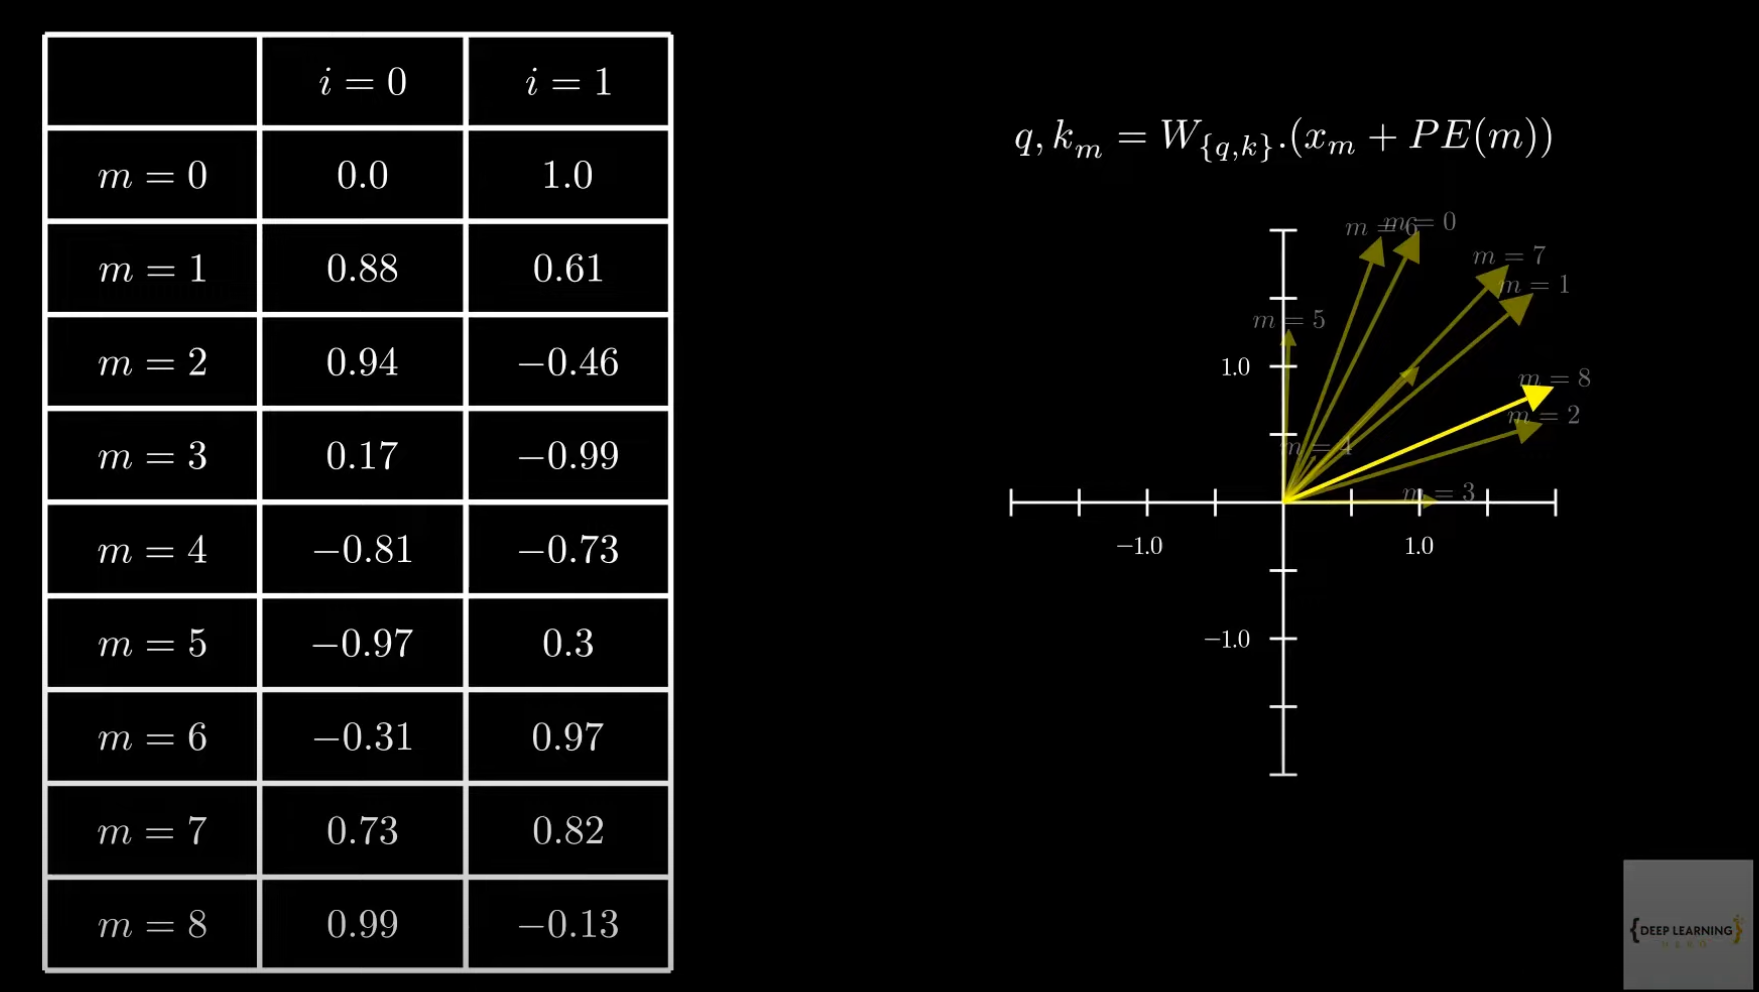 i = 0 i = 1
m = 0 0.0 1.0
m = 1 0.88 0.61
m = 2 0.94 −0.46
m = 3 0.17 −0.99
m = 4 −0.81 −0.73
m = 5 −0.97 0.3
m = 6 −0.31 0.97
m = 7 0.73 0.82
m = 8 0.99 −0.13
q, k_m = W_{q,k}.(x_m + PE(m))
m = 6
m = 0
m = 7
m = 1
m = 5
1.0
m = 8
m = 2
m = 4
m = 3
−1.0
1.0
−1.0
{DEEP LEARNING}
HERO